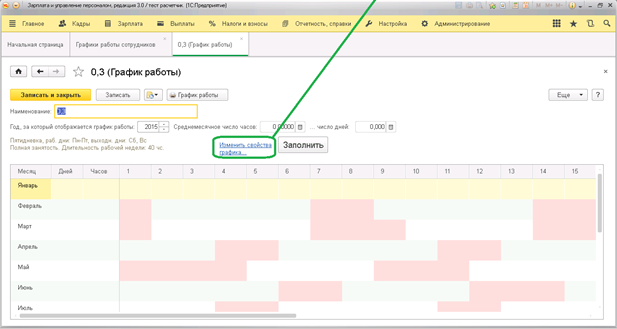 Зарплата и управление персоналом, редакция 3.0 / тест расчетчик. (1С:Предприятие)
M M+ M-
Главное Кадры Зарплата Выплаты Налоги и взносы Отчетность, справки Настройка Администрирование
Начальная страница Графики работы сотрудников 0,3 (График работы)
0,3 (График работы)
Записать и закрыть Записать График работы Еще ?
Наименование: 0,3
Год, за который отображается график работы: 2015 Среднемесячное число часов: 0,00000 ... число дней: 0,000
Пятидневка, раб. дни: Пн-Пт, выходн. дни: Сб, Вс
Полная занятость. Длительность рабочей недели: 40 чс.
Изменить свойства графика...
Заполнить
Месяц Дней Часов 1 2 3 4 5 6 7 8 9 10 11 12 13 14 15
Январь
Февраль
Март
Апрель
Май
Июнь
Июль